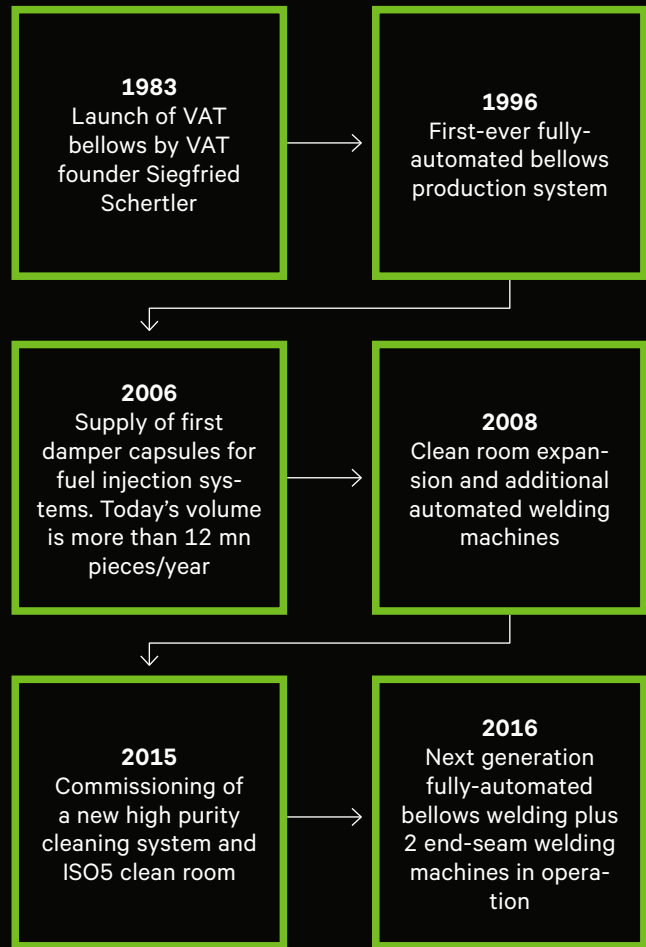 1983
Launch of VAT
bellows by VAT
founder Siegfried
Schertler
1996
First-ever fully-
automated bellows
production system
2006
Supply of first
damper capsules for
fuel injection sys-
tems. Today’s volume
is more than 12 mn
pieces/year
2008
Clean room expan-
sion and additional
automated welding
machines
2015
Commissioning of
a new high purity
cleaning system and
ISO5 clean room
2016
Next generation
fully-automated
bellows welding plus
2 end-seam welding
machines in opera-
tion